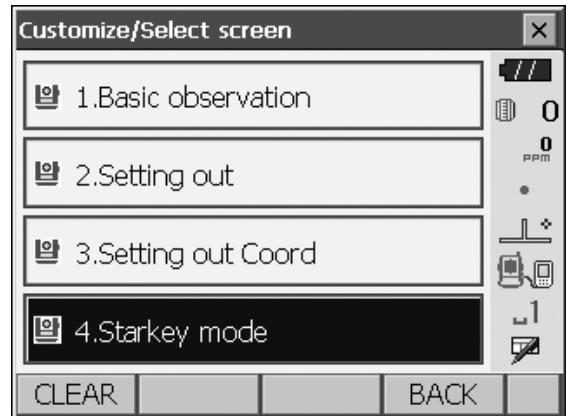 Customize/Select screen
1.Basic observation
0
2.Setting out
0
PPM
3.Setting out Coord
4.Starkey mode
1
CLEAR BACK